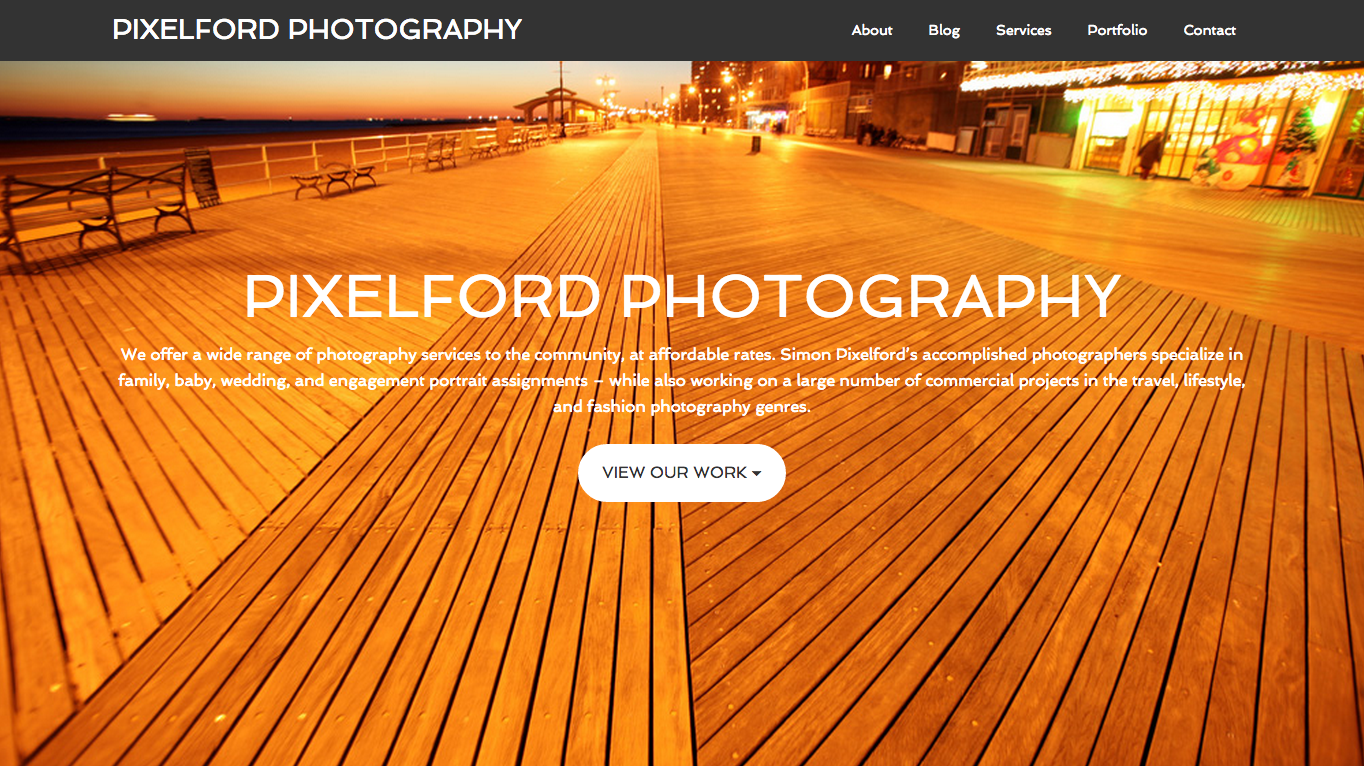 PIXELFORD PHOTOGRAPHY
About Blog Services Portfolio Contact
PIXELFORD PHOTOGRAPHY
We offer a wide range of photography services to the community, at affordable rates. Simon Pixelford’s accomplished photographers specialize in
family, baby, wedding, and engagement portrait assignments – while also working on a large number of commercial projects in the travel, lifestyle,
and fashion photography genres.
VIEW OUR WORK